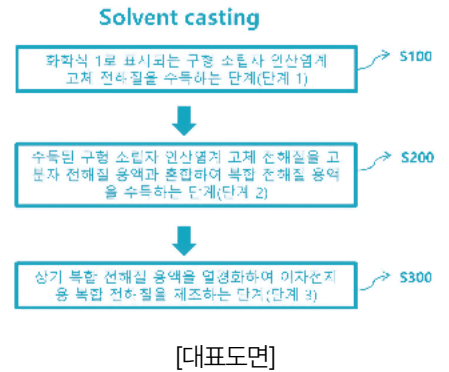 Solvent casting
화학식 1로 표시되는 구형 소립자 인산염계
고체 전해질을 수득하는 단계(단계 1)
S100
수득된 구형 소립자 인산염계 고체 전해질을 고
분자 전해질 용액과 혼합하여 복합 전해질 용액
을 수득하는 단계(단계 2)
S200
상기 복합 전해질 용액을 열경화하여 이차전지
용 복합 전해질을 제조하는 단계(단계 3)
S300
[대표도면]